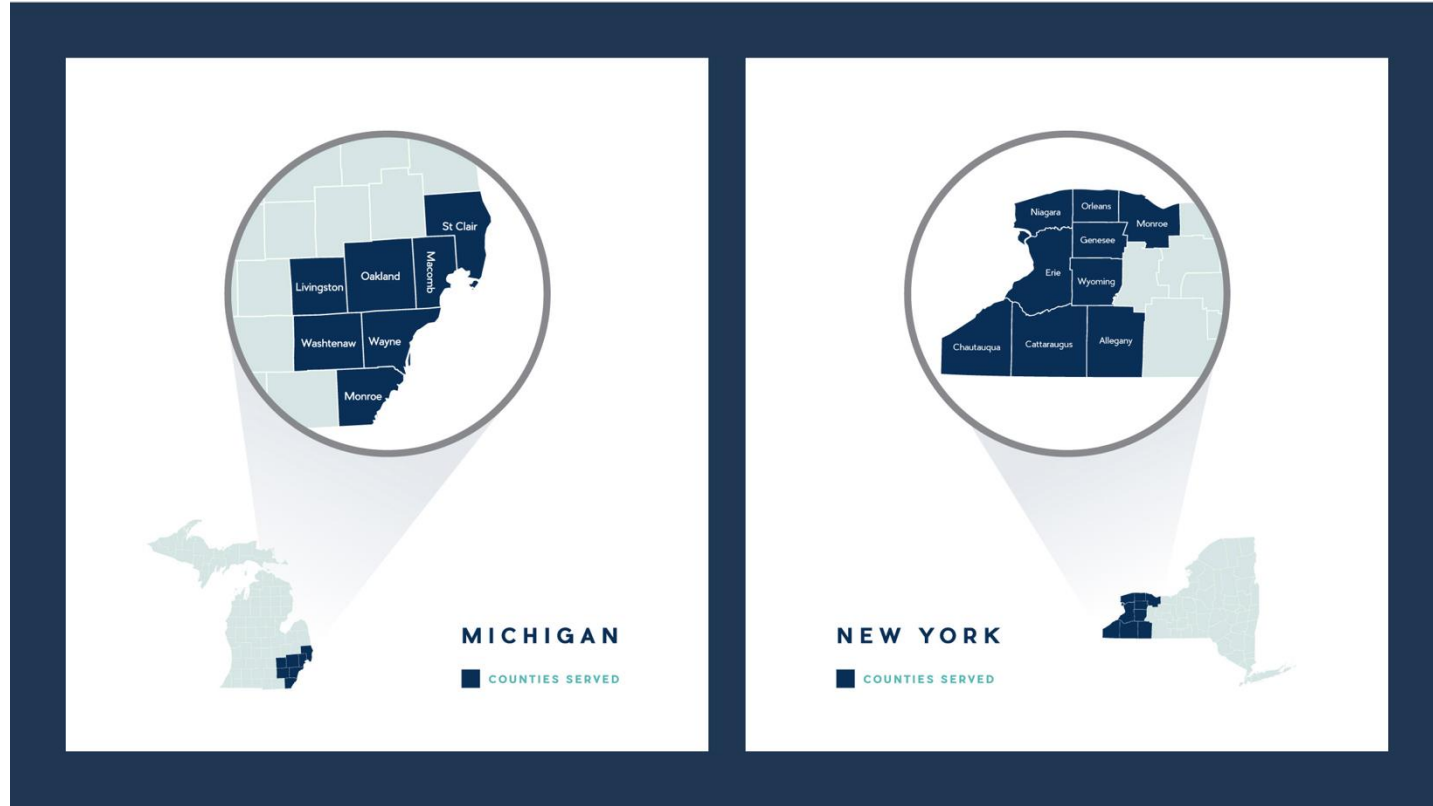 St Clair
Macomb
Oakland
Livingston
Washtenaw
Wayne
Monroe
MICHIGAN
COUNTIES SERVED
Niagara
Orleans
Monroe
Genesee
Erie
Wyoming
Chautauqua
Cattaraugus
Allegany
NEW YORK
COUNTIES SERVED